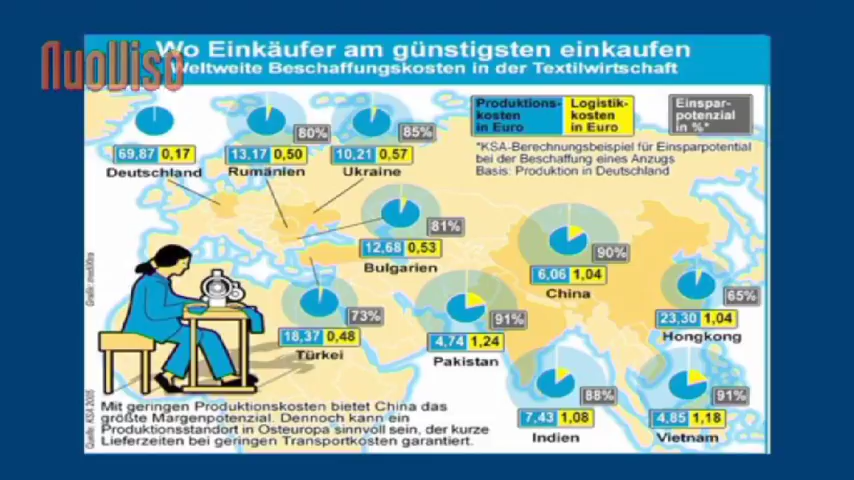 NuoViso
Wo Einkäufer am günstigsten einkaufen
Weltweite Beschaffungskosten in der Textilwirtschaft
Produktions-
kosten
in Euro
Logistik-
kosten
in Euro
Einspar-
potenzial
in %*
*KSA-Berechnungsbeispiel für Einsparpotential
bei der Beschaffung eines Anzugs
Basis: Produktion in Deutschland
69,87 0,17
Deutschland
80%
13,17 0,50
Rumänien
85%
10,21 0,57
Ukraine
81%
12,68 0,53
Bulgarien
90%
6,06 1,04
China
65%
23,30 1,04
Hongkong
73%
18,37 0,48
Türkei
91%
4,74 1,24
Pakistan
88%
7,43 1,08
Indien
91%
4,85 1,18
Vietnam
Mit geringen Produktionskosten bietet China das
größte Margenpotenzial. Dennoch kann ein
Produktionsstandort in Osteuropa sinnvoll sein, der kurze
Lieferzeiten bei geringen Transportkosten garantiert.
Quelle: KSA 2005